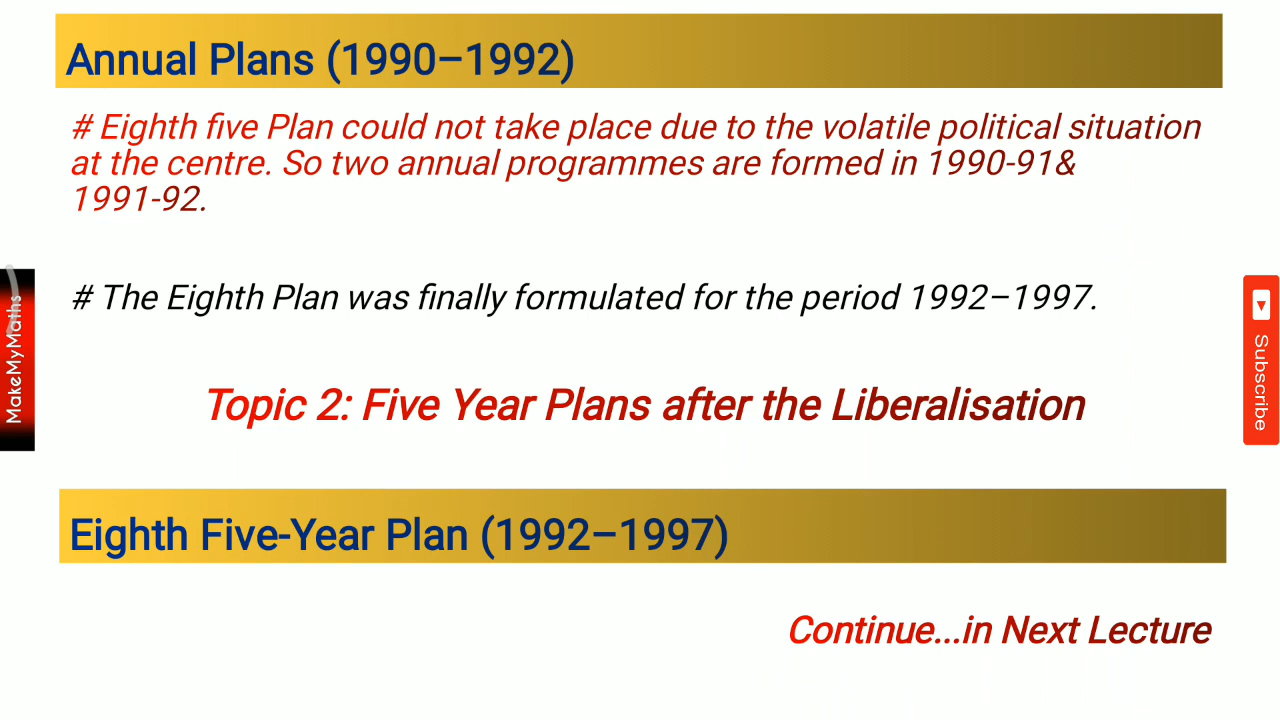 Annual Plans (1990–1992)
# Eighth five Plan could not take place due to the volatile political situation
at the centre. So two annual programmes are formed in 1990-91&
1991-92.
# The Eighth Plan was finally formulated for the period 1992–1997.
MakeMyMaths
Subscribe
Topic 2: Five Year Plans after the Liberalisation
Eighth Five-Year Plan (1992–1997)
Continue...in Next Lecture